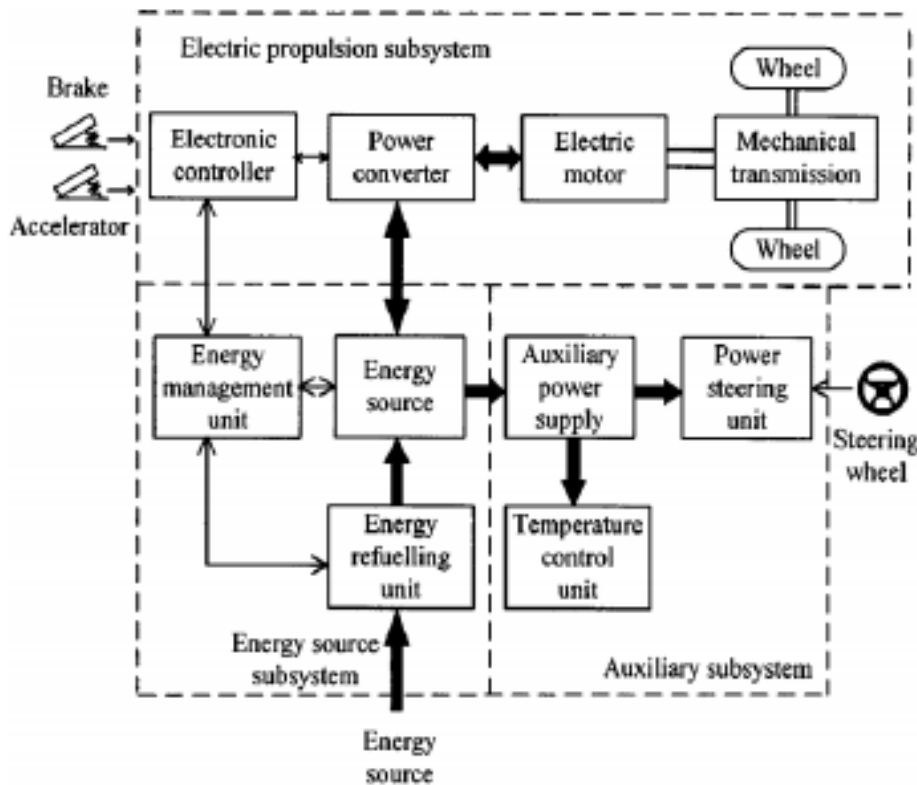 Electric propulsion subsystem
Wheel
Brake
Electronic
controller
Power
converter
Electric
motor
Mechanical
transmission
Accelerator
Wheel
Energy
management
unit
Energy
source
Auxiliary
power
supply
Power
steering
unit
Steering
wheel
Energy
refuelling
unit
Temperature
control
unit
Energy source
subsystem
Auxiliary subsystem
Energy
source